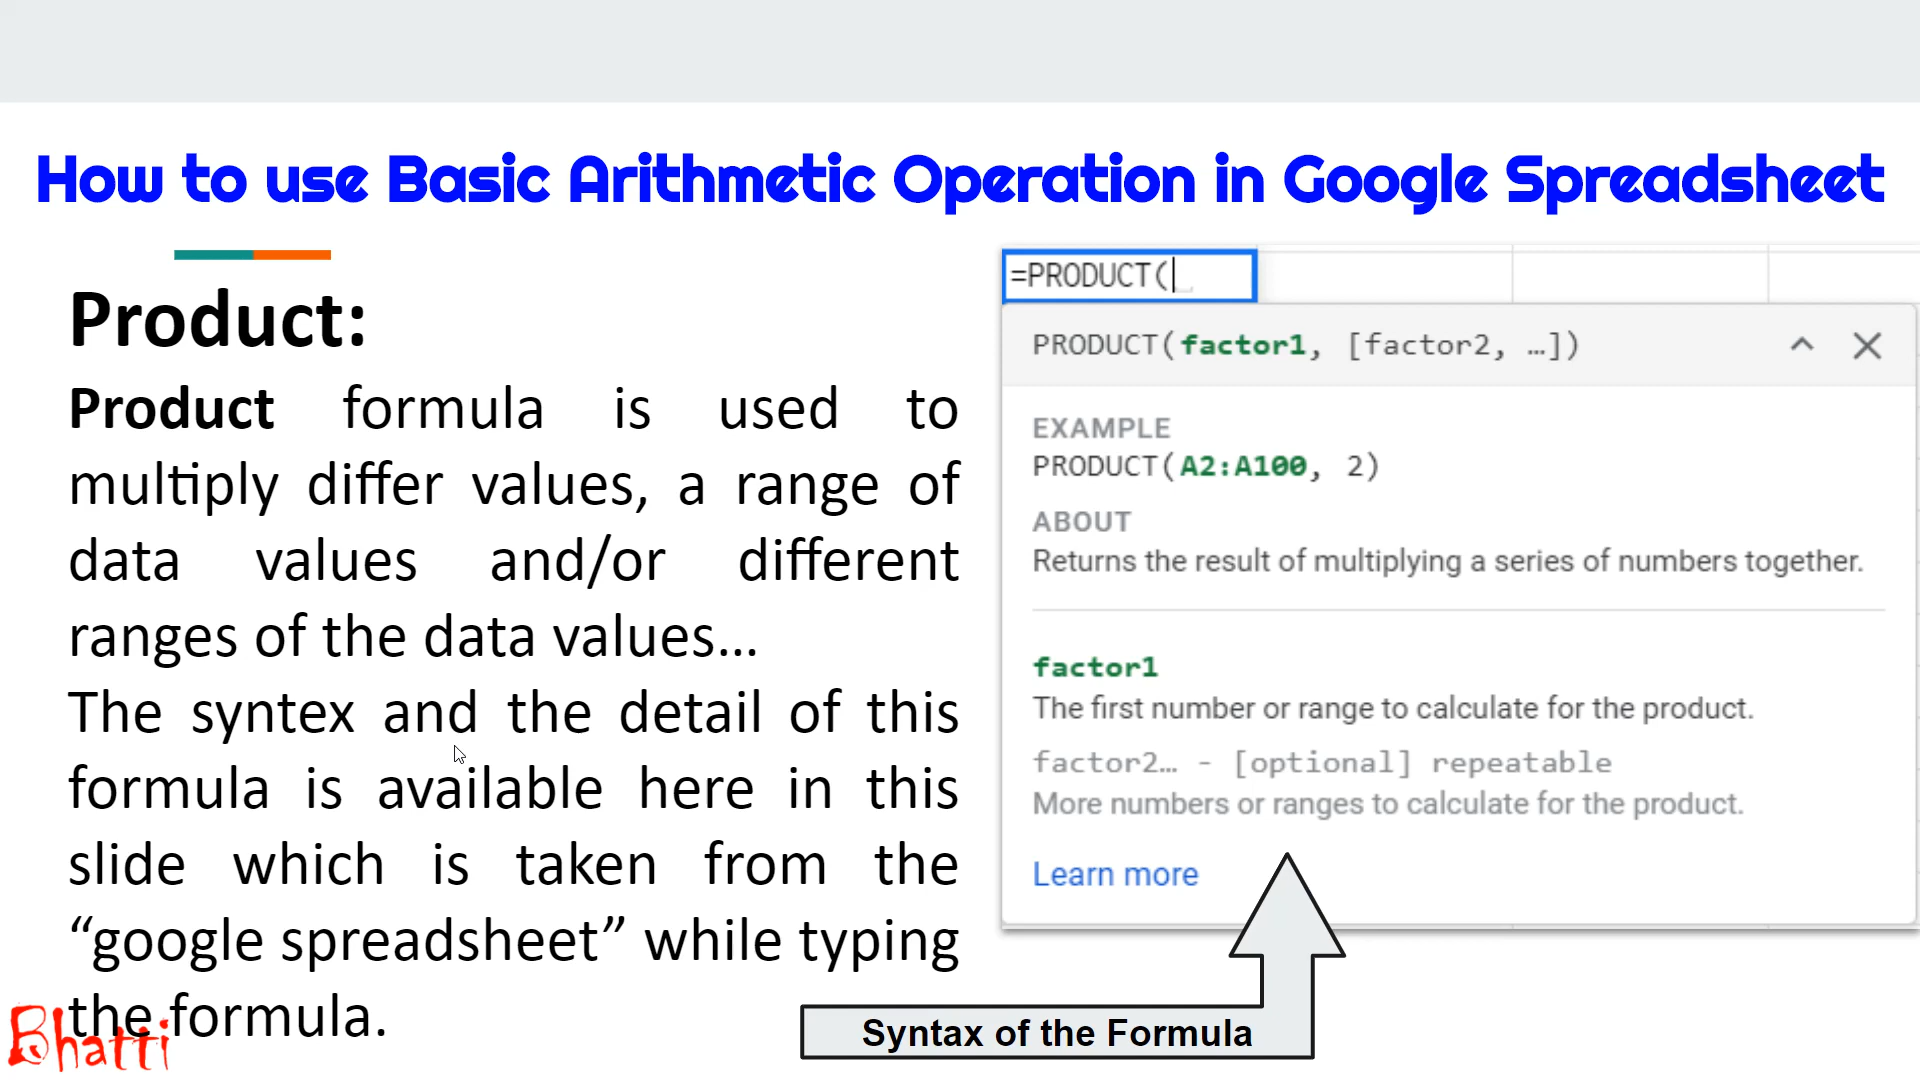 How to use Basic Arithmetic Operation in Google Spreadsheet
Product:
Product formula is used to
multiply differ values, a range of
data values and/or different
ranges of the data values...
The syntex and the detail of this
formula is available here in this
slide which is taken from the
“google spreadsheet” while typing
the formula.
Bhatti
=PRODUCT(
PRODUCT(factor1, [factor2, …])
EXAMPLE
PRODUCT(A2:A100, 2)
ABOUT
Returns the result of multiplying a series of numbers together.
factor1
The first number or range to calculate for the product.
factor2… - [optional] repeatable
More numbers or ranges to calculate for the product.
Learn more
Syntax of the Formula